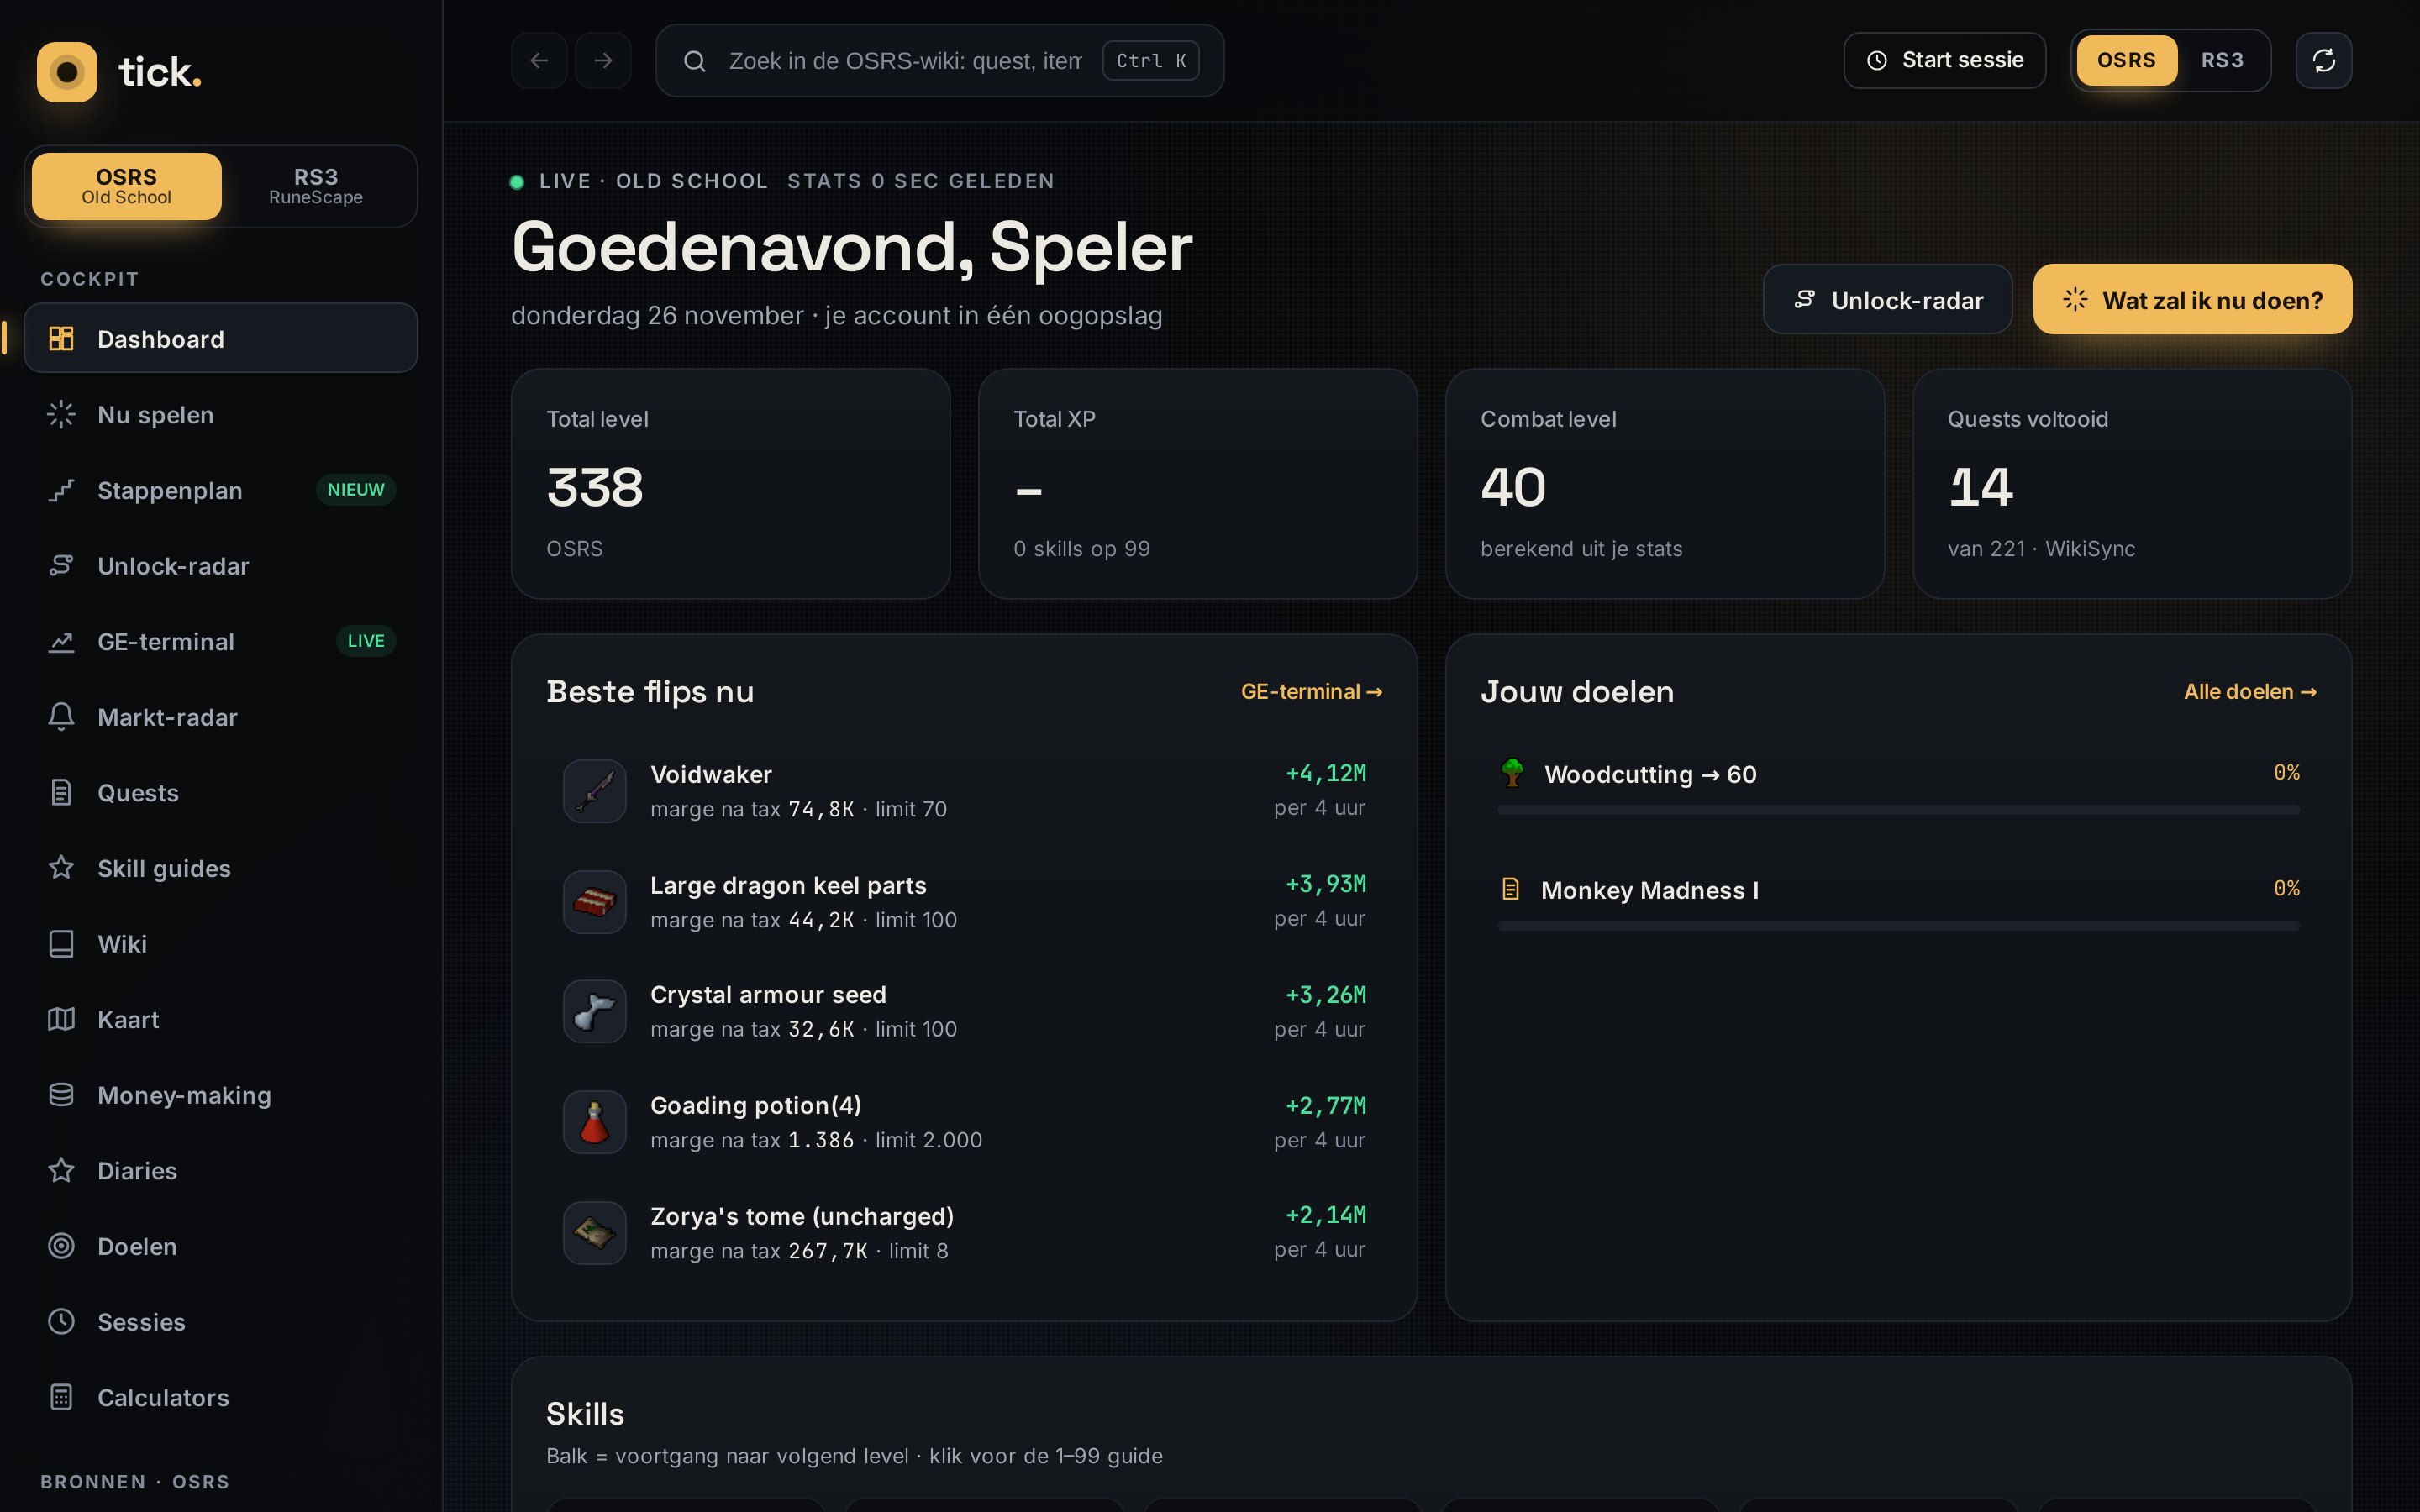 tick.
OSRS
Old School
RS3
RuneScape
COCKPIT
Dashboard
Nu spelen
Stappenplan NIEUW
Unlock-radar
GE-terminal LIVE
Markt-radar
Quests
Skill guides
Wiki
Kaart
Money-making
Diaries
Doelen
Sessies
Calculators
BRONNEN · OSRS
Zoek in de OSRS-wiki: quest, item Ctrl K
Start sessie
OSRS RS3
LIVE · OLD SCHOOL STATS 0 SEC GELEDEN
Goedenavond, Speler
donderdag 26 november · je account in één oogopslag
Unlock-radar
Wat zal ik nu doen?
Total level
338
OSRS
Total XP
–
0 skills op 99
Combat level
40
berekend uit je stats
Quests voltooid
14
van 221 · WikiSync
Beste flips nu GE-terminal →
Voidwaker +4,12M
marge na tax 74,8K · limit 70 per 4 uur
Large dragon keel parts +3,93M
marge na tax 44,2K · limit 100 per 4 uur
Crystal armour seed +3,26M
marge na tax 32,6K · limit 100 per 4 uur
Goading potion(4) +2,77M
marge na tax 1.386 · limit 2.000 per 4 uur
Zorya's tome (uncharged) +2,14M
marge na tax 267,7K · limit 8 per 4 uur
Jouw doelen Alle doelen →
Woodcutting → 60 0%
Monkey Madness I 0%
Skills
Balk = voortgang naar volgend level · klik voor de 1–99 guide